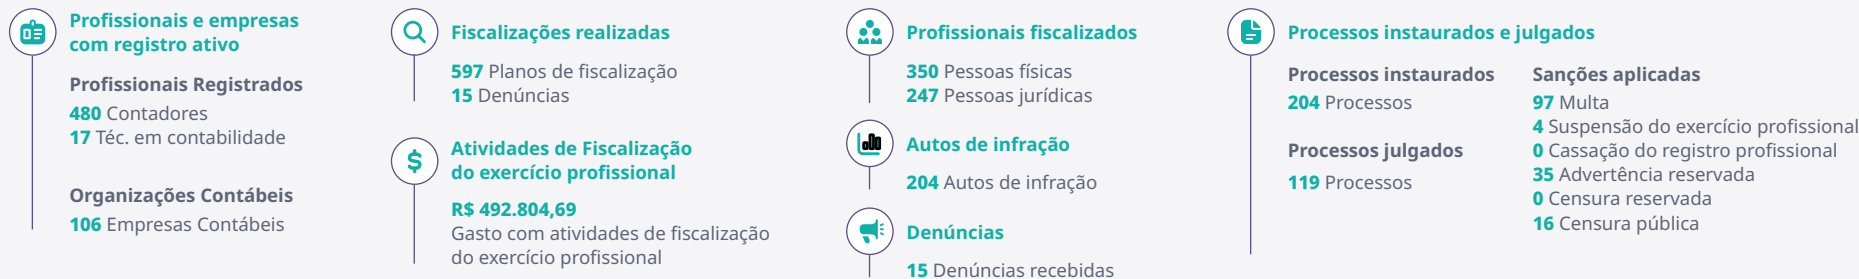 Profissionais e empresas
com registro ativo
Profissionais Registrados
480 Contadores
17 Téc. em contabilidade
Organizações Contábeis
106 Empresas Contábeis
Fiscalizações realizadas
597 Planos de fiscalização
15 Denúncias
Atividades de Fiscalização
do exercício profissional
R$ 492.804,69
Gasto com atividades de fiscalização
do exercício profissional
Profissionais fiscalizados
350 Pessoas físicas
247 Pessoas jurídicas
Autos de infração
204 Autos de infração
Denúncias
15 Denúncias recebidas
Processos instaurados e julgados
Processos instaurados
204 Processos
Processos julgados
119 Processos
Sanções aplicadas
97 Multa
4 Suspensão do exercício profissional
0 Cassação do registro profissional
35 Advertência reservada
0 Censura reservada
16 Censura pública